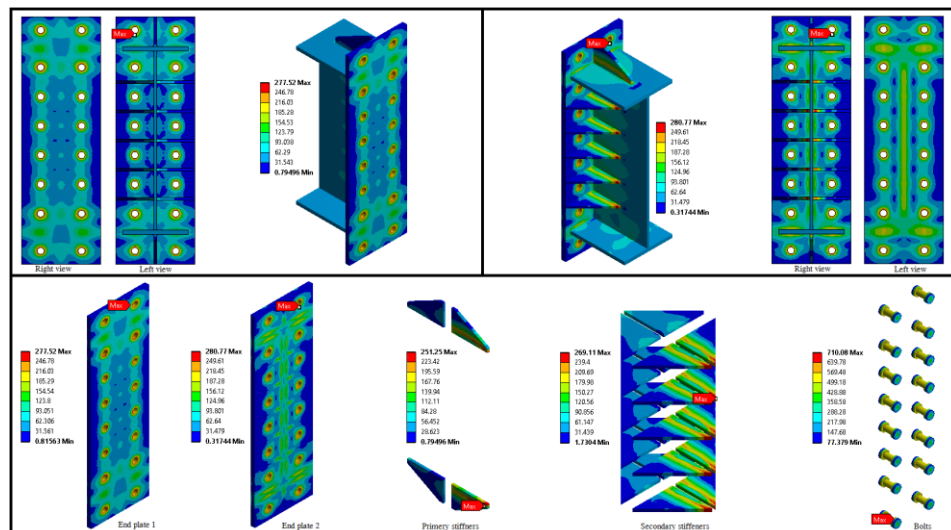 Max
277.52 Max
246.78
216.03
185.28
154.53
123.79
93.038
62.29
31.543
0.79496 Min
Right view
Left view
Max
280.77 Max
249.61
218.45
187.28
156.12
124.96
93.801
62.64
31.479
0.31744 Min
Max
Right view
Left view
Max
277.52 Max
246.78
216.03
185.29
154.54
123.8
93.051
62.306
31.561
0.81563 Min
End plate 1
Max
280.77 Max
249.61
218.45
187.28
156.12
124.96
93.801
62.64
31.479
0.31744 Min
End plate 2
251.25 Max
223.42
195.59
167.76
139.94
112.11
84.28
56.452
28.623
0.79496 Min
Max
Primery stiffners
269.11 Max
239.4
209.69
179.98
150.27
120.56
90.856
61.147
31.439
1.7304 Min
Max
Secondary stiffeners
710.08 Max
639.78
569.48
499.18
428.88
358.58
288.28
217.98
147.68
77.379 Min
Max
Bolts